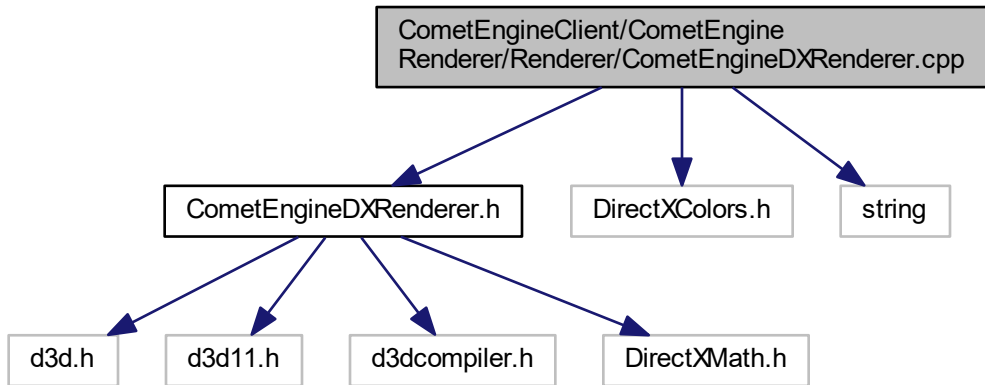 CometEngineClient/CometEngine
Renderer/Renderer/CometEngineDXRenderer.cpp
CometEngineDXRenderer.h
DirectXColors.h
string
d3d.h
d3d11.h
d3dcompiler.h
DirectXMath.h